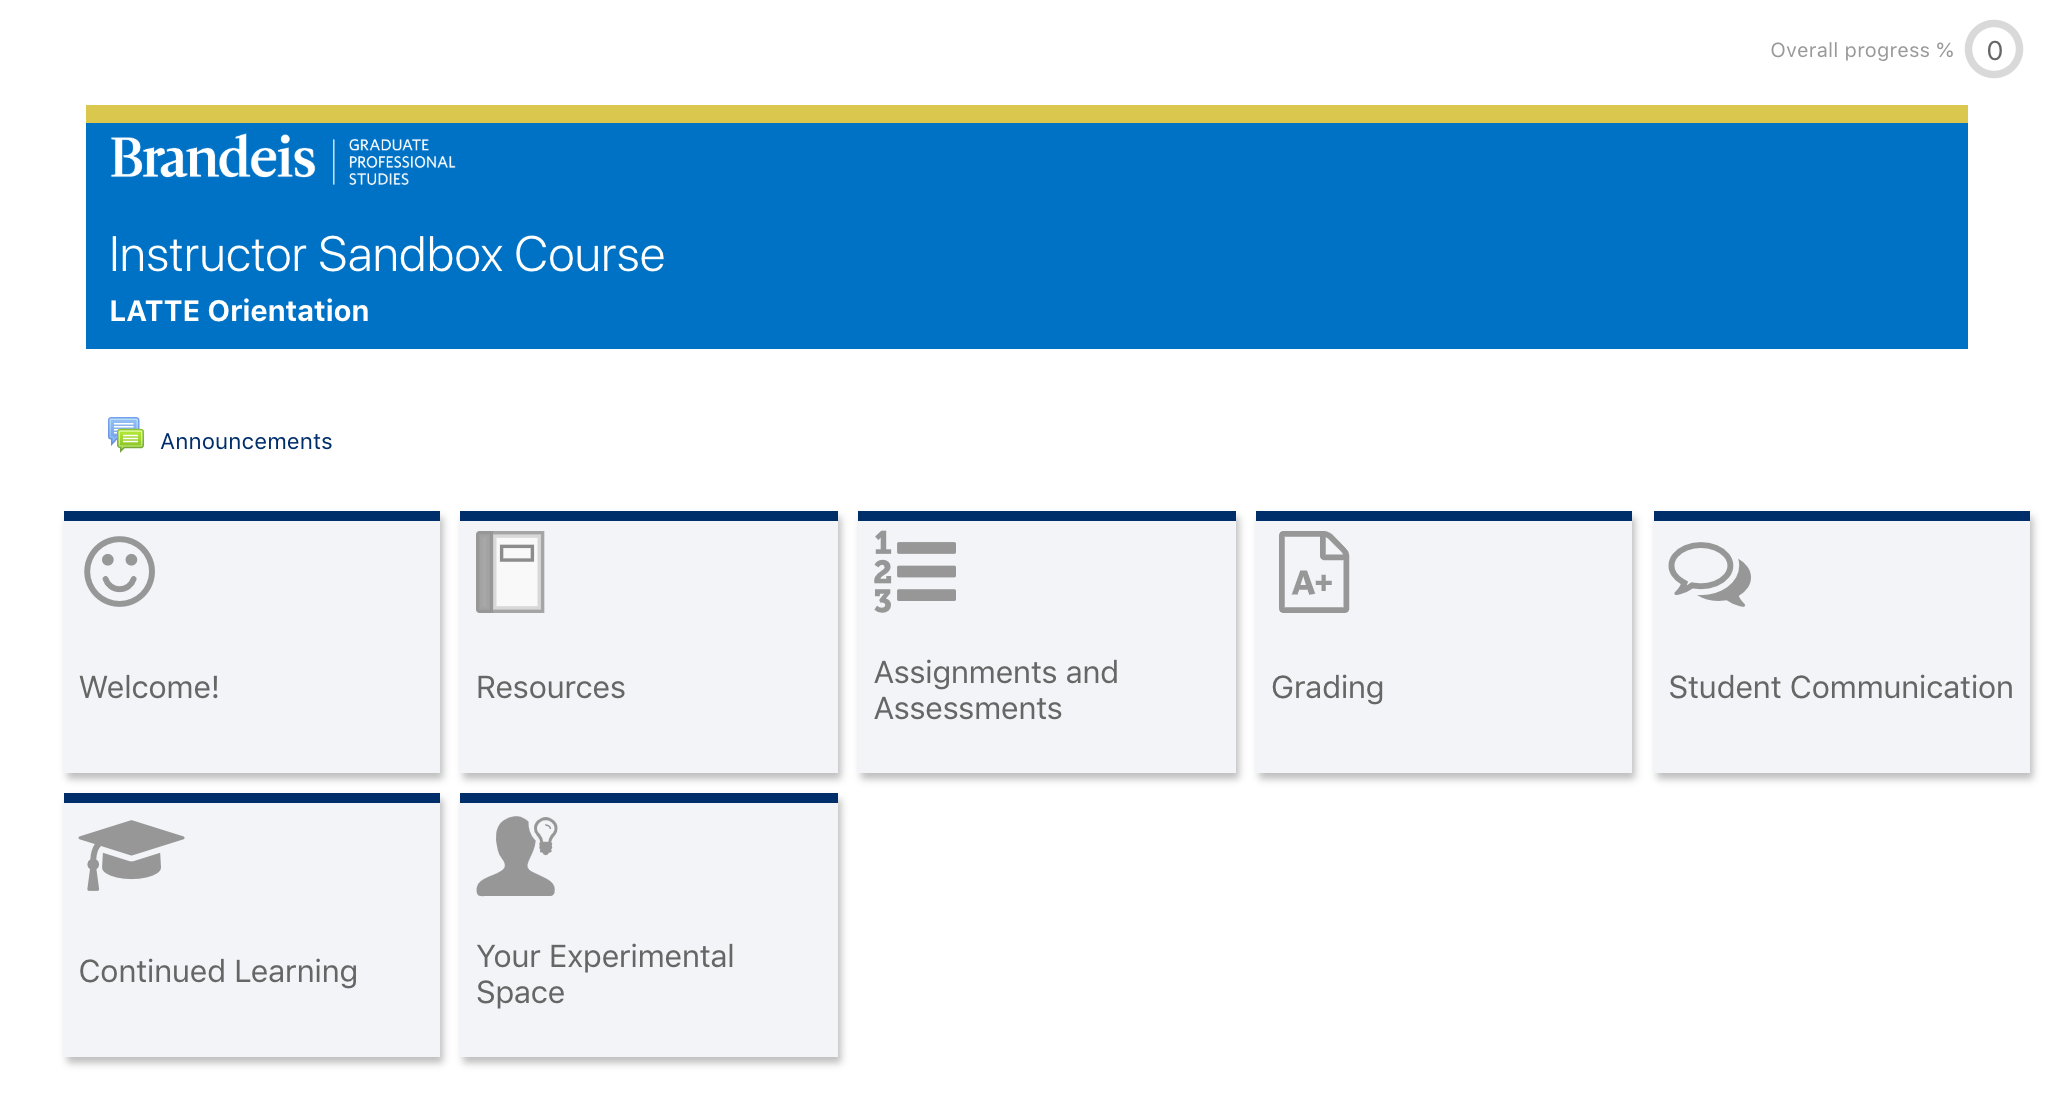 Overall progress % 0
Brandeis
GRADUATE
PROFESSIONAL
STUDIES
Instructor Sandbox Course
LATTE Orientation
Announcements
Welcome!
Resources
1
2
3
Assignments and
Assessments
A+
Grading
Student Communication
Continued Learning
Your Experimental
Space